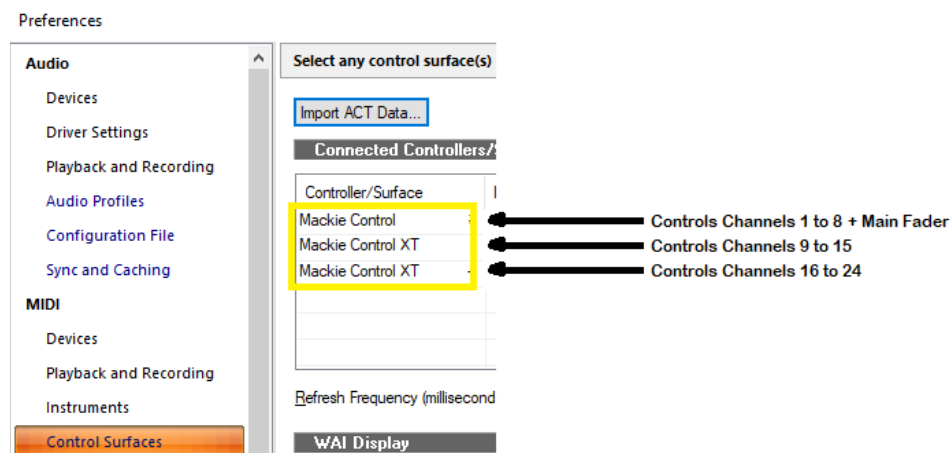 Preferences
Audio
Devices
Driver Settings
Playback and Recording
Audio Profiles
Configuration File
Sync and Caching
MIDI
Devices
Playback and Recording
Instruments
Control Surfaces
Select any control surface(s)
Import ACT Data...
Connected Controllers/
Controller/Surface
Mackie Control
Mackie Control XT
Mackie Control XT
Refresh Frequency (millisecond
WAI Display
Controls Channels 1 to 8 + Main Fader
Controls Channels 9 to 15
Controls Channels 16 to 24